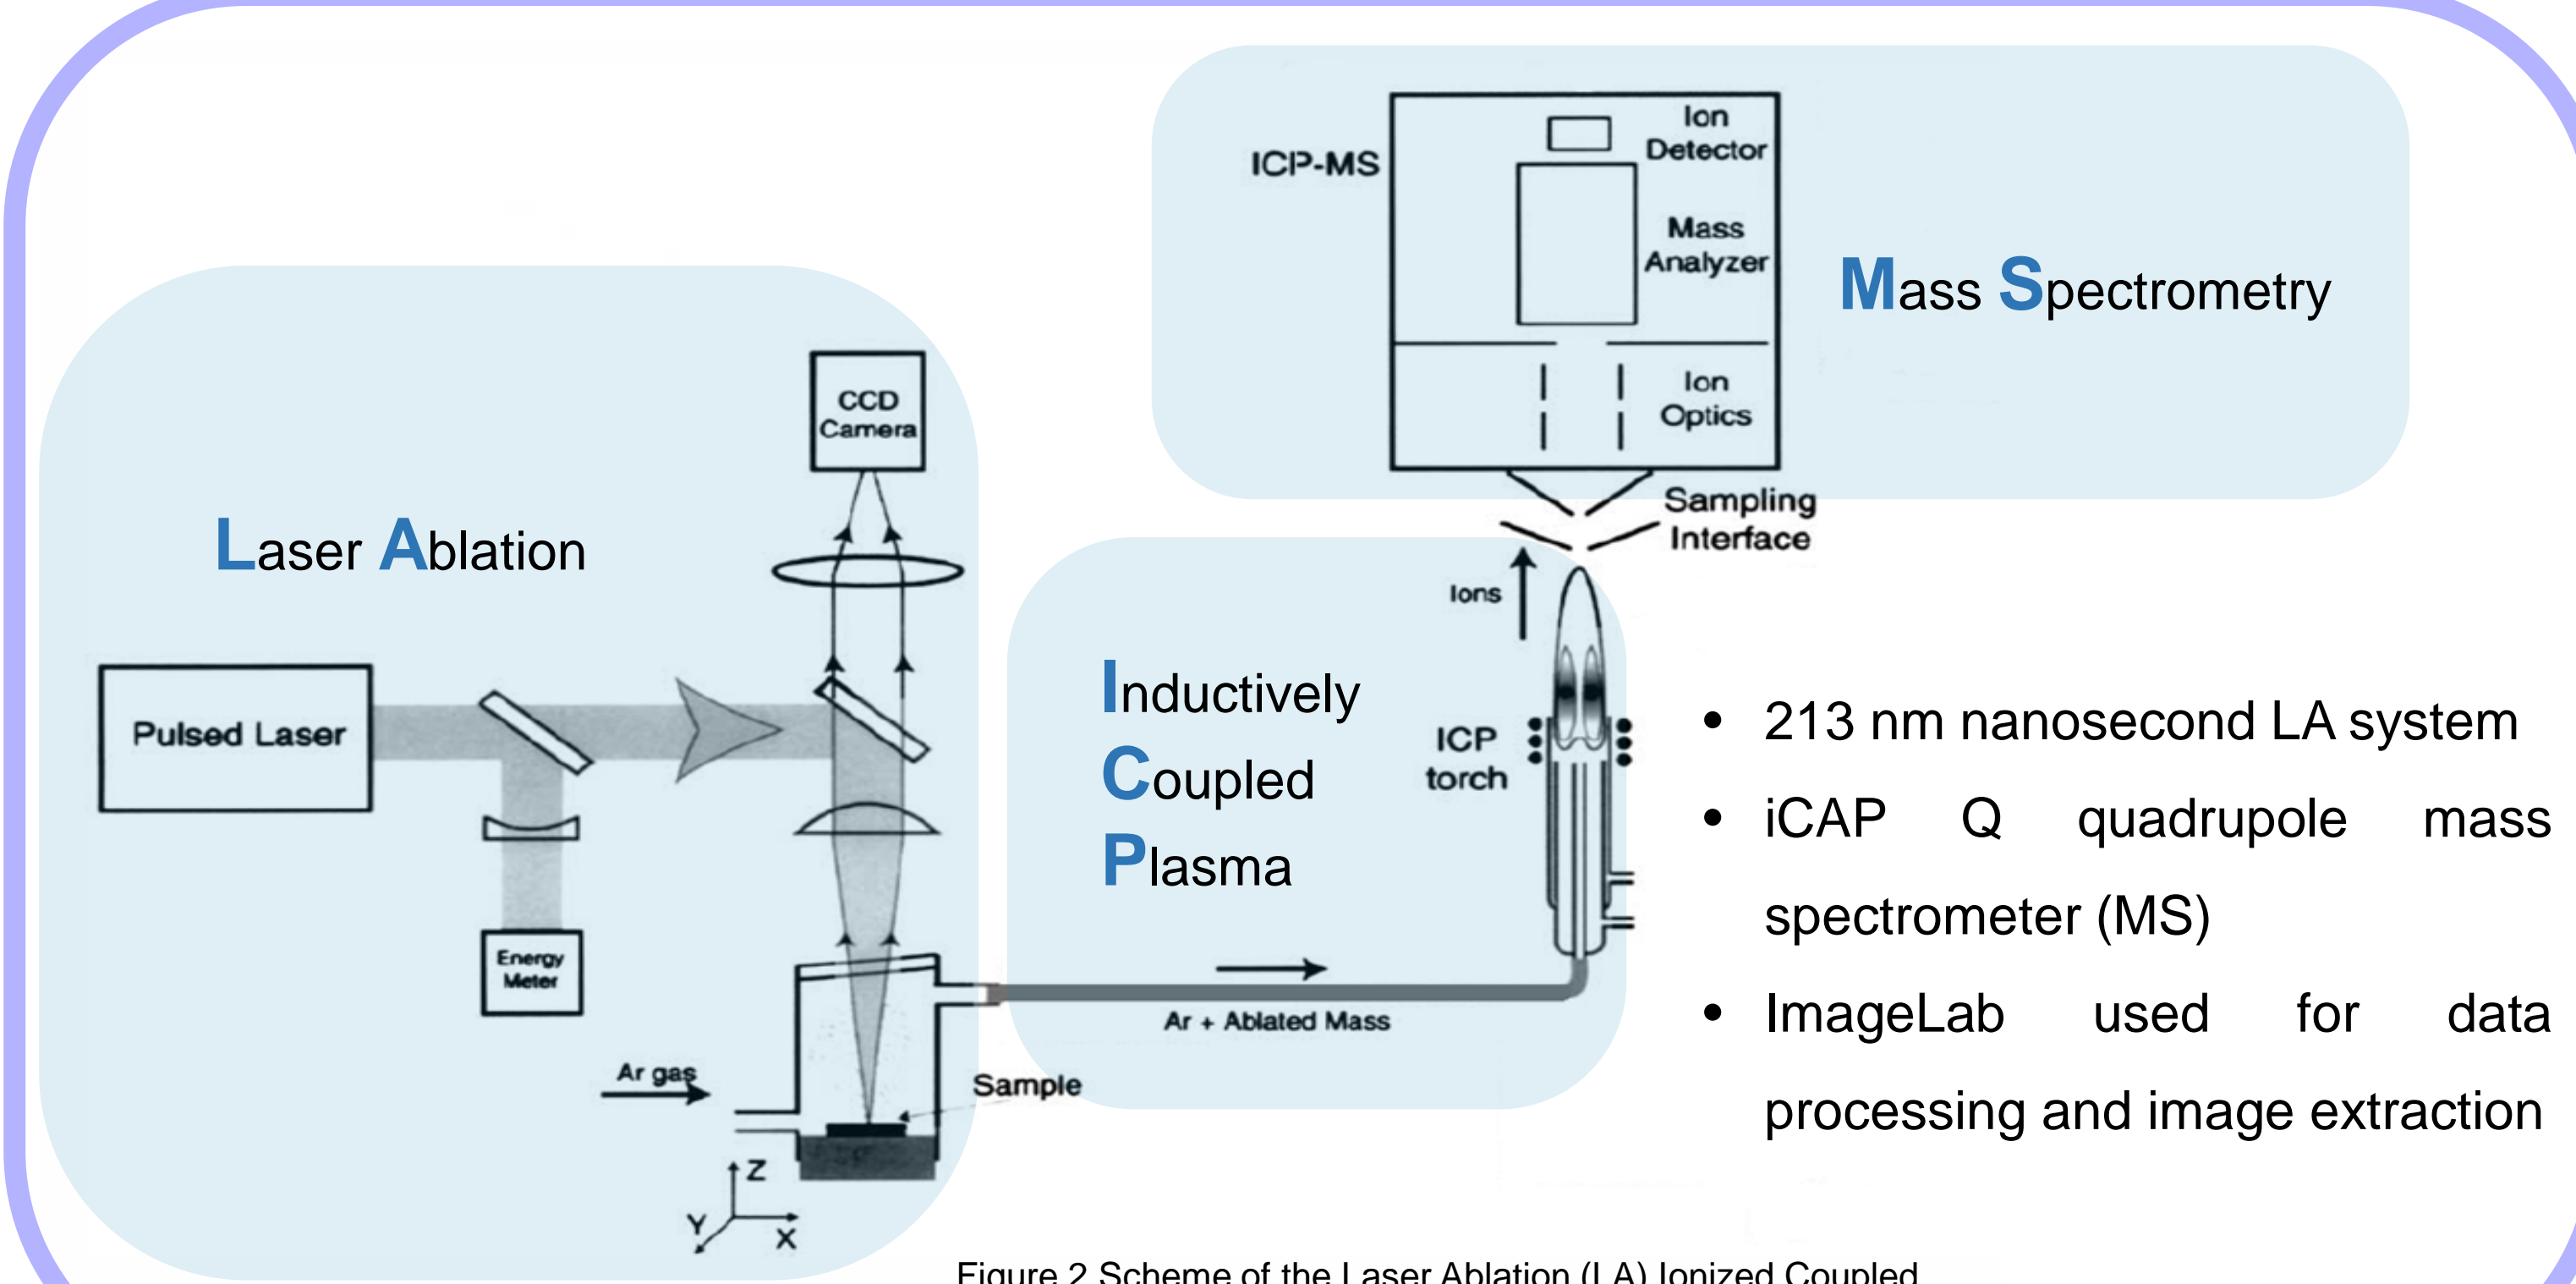 ICP-MS
Ion
Detector
Mass
Analyzer
Ion
Optics
Mass Spectrometry
Sampling
Interface
CCD
Camera
Laser Ablation
Pulsed Laser
Energy
Meter
Ar gas
Sample
Z
Y
X
Inductively
Coupled
Plasma
Ions
ICP
torch
Ar + Ablated Mass
• 213 nm nanosecond LA system
• iCAP Q quadrupole mass
spectrometer (MS)
• ImageLab used for data
processing and image extraction
Figure 2 Scheme of the Laser Ablation (LA) Ionized Coupled